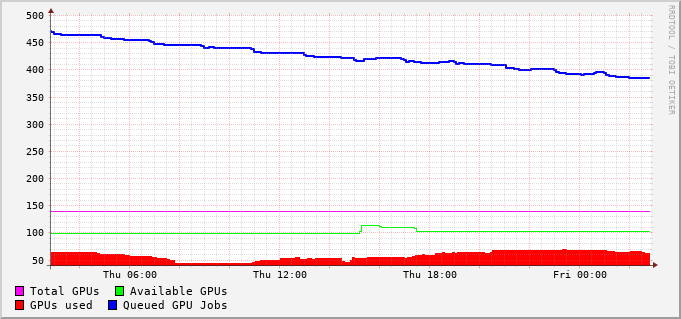 500
450
400
350
300
250
200
150
100
50
Thu 06:00 Thu 12:00 Thu 18:00 Fri 00:00
Total GPUs Available GPUs
GPUs used Queued GPU Jobs
RRDTOOL / TOBI OETIKER